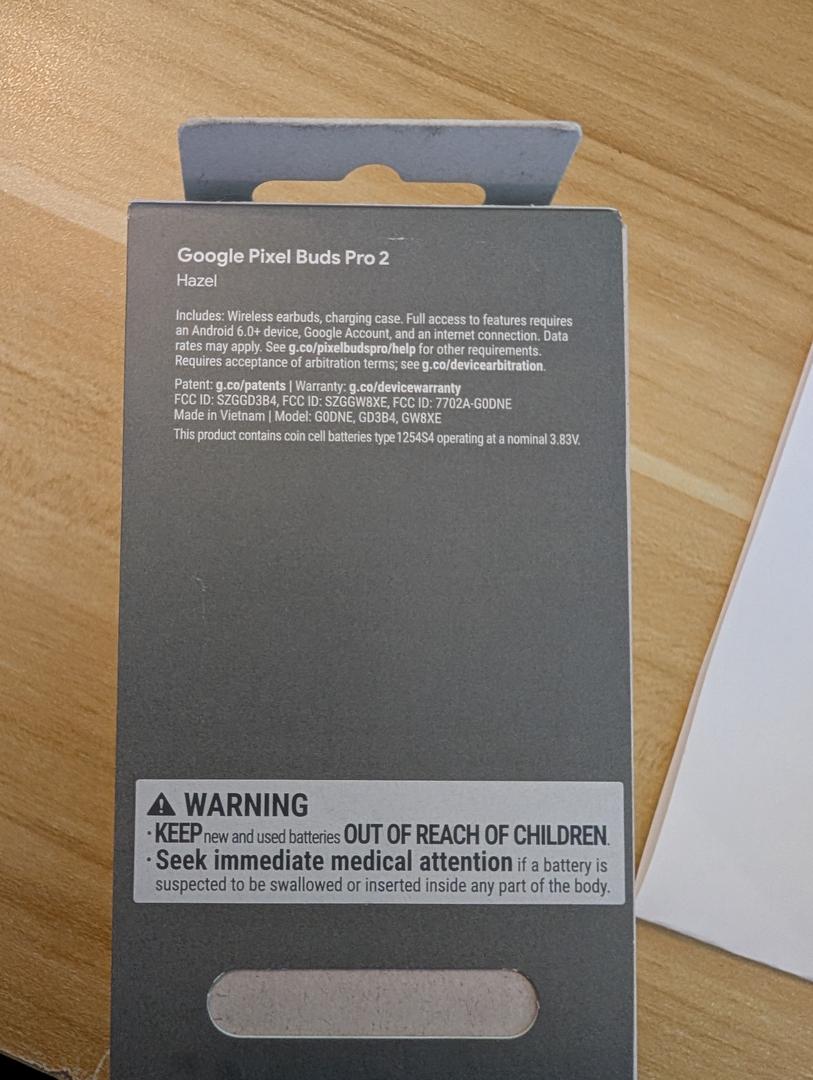 Google Pixel Buds Pro 2
Hazel
Includes: Wireless earbuds, charging case. Full access to features requires
an Android 6.0+ device, Google Account, and an internet connection. Data
rates may apply. See g.co/pixelbudspro/help for other requirements.
Requires acceptance of arbitration terms; see g.co/devicearbitration.
Patent: g.co/patents | Warranty: g.co/devicewarranty
FCC ID: SZGGD3B4, FCC ID: SZGGW8XE, FCC ID: 7702A-G0DNE
Made in Vietnam | Model: G0DNE, GD3B4, GW8XE
This product contains coin cell batteries type 1254S4 operating at a nominal 3.83V.
⚠ WARNING
· KEEP new and used batteries OUT OF REACH OF CHILDREN.
· Seek immediate medical attention if a battery is
suspected to be swallowed or inserted inside any part of the body.